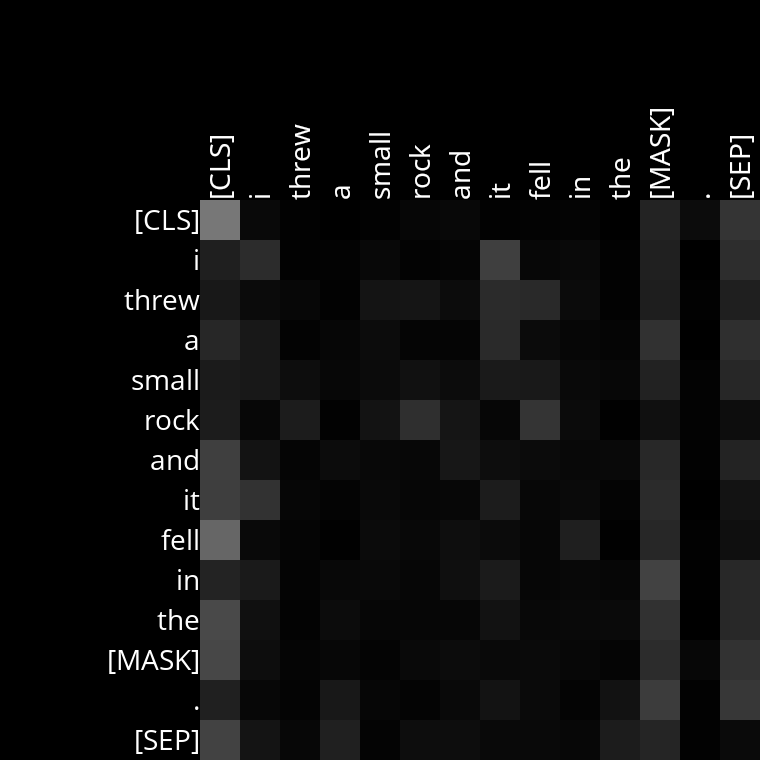 [CLS] i threw a small rock and it fell in the [MASK] . [SEP]
[CLS]
i
threw
a
small
rock
and
it
fell
in
the
[MASK]
.
[SEP]